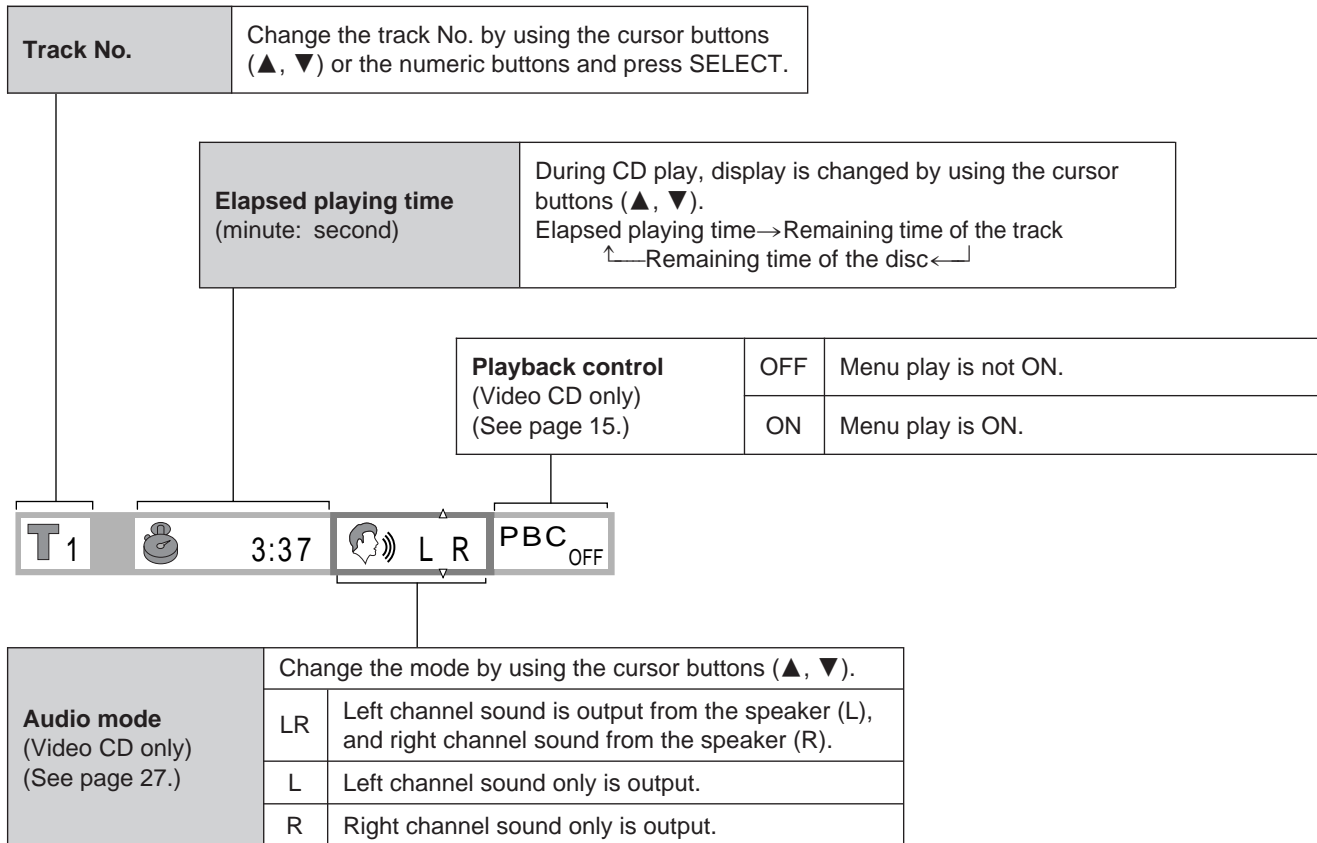 Track No.
Change the track No. by using the cursor buttons
(▲, ▼) or the numeric buttons and press SELECT.
Elapsed playing time
(minute: second)
During CD play, display is changed by using the cursor
buttons (▲, ▼).
Elapsed playing time→Remaining time of the track
Remaining time of the disc←
Playback control
(Video CD only)
(See page 15.)
OFF
Menu play is not ON.
ON
Menu play is ON.
T 1 3:37 L R PBC OFF
Audio mode
(Video CD only)
(See page 27.)
Change the mode by using the cursor buttons (▲, ▼).
LR
Left channel sound is output from the speaker (L),
and right channel sound from the speaker (R).
L
Left channel sound only is output.
R
Right channel sound only is output.